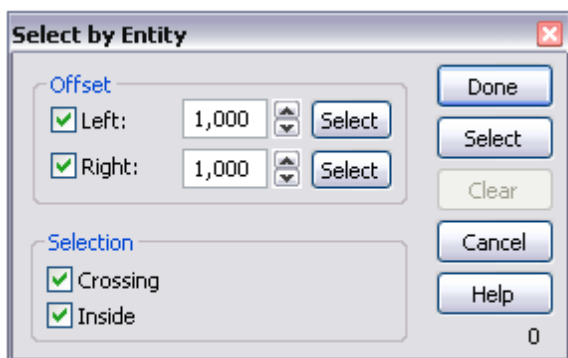 Select by Entity
Offset
Left: 1,000 Select
Right: 1,000 Select
Selection
Crossing
Inside
Done
Select
Clear
Cancel
Help
0